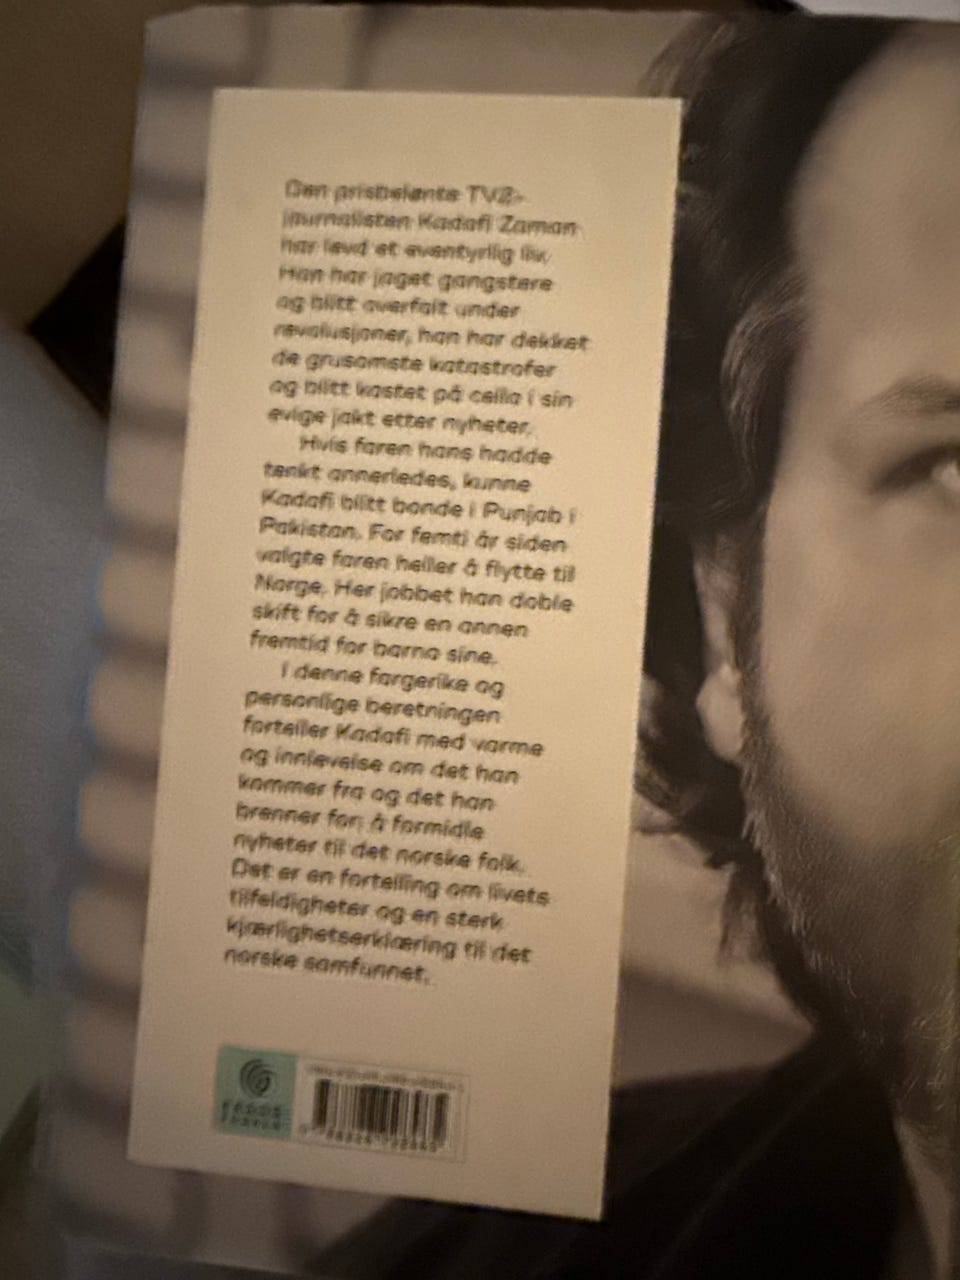 Den prisbelønte TV2-
journalisten Kadafi Zaman
har levd et eventyrlig liv.
Han har jaget gangstere
og blitt overfalt under
revolusjoner, han har dekket
de grusomste katastrofer
og blitt kastet på cella i sin
evige jakt etter nyheter.
Hvis faren hans hadde
tenkt annerledes, kunne
Kadafi blitt bonde i Punjab i
Pakistan. For femti år siden
valgte faren heller å flytte til
Norge. Her jobbet han doble
skift for å sikre en annen
fremtid for barna sine.
I denne fargerike og
personlige beretningen
forteller Kadafi med varme
og innlevelse om det han
kommer fra og det han
brenner for; å formidle
nyheter til det norske folk.
Det er en fortelling om livets
tilfeldigheter og en sterk
kjærlighetserklæring til det
norske samfunnet.